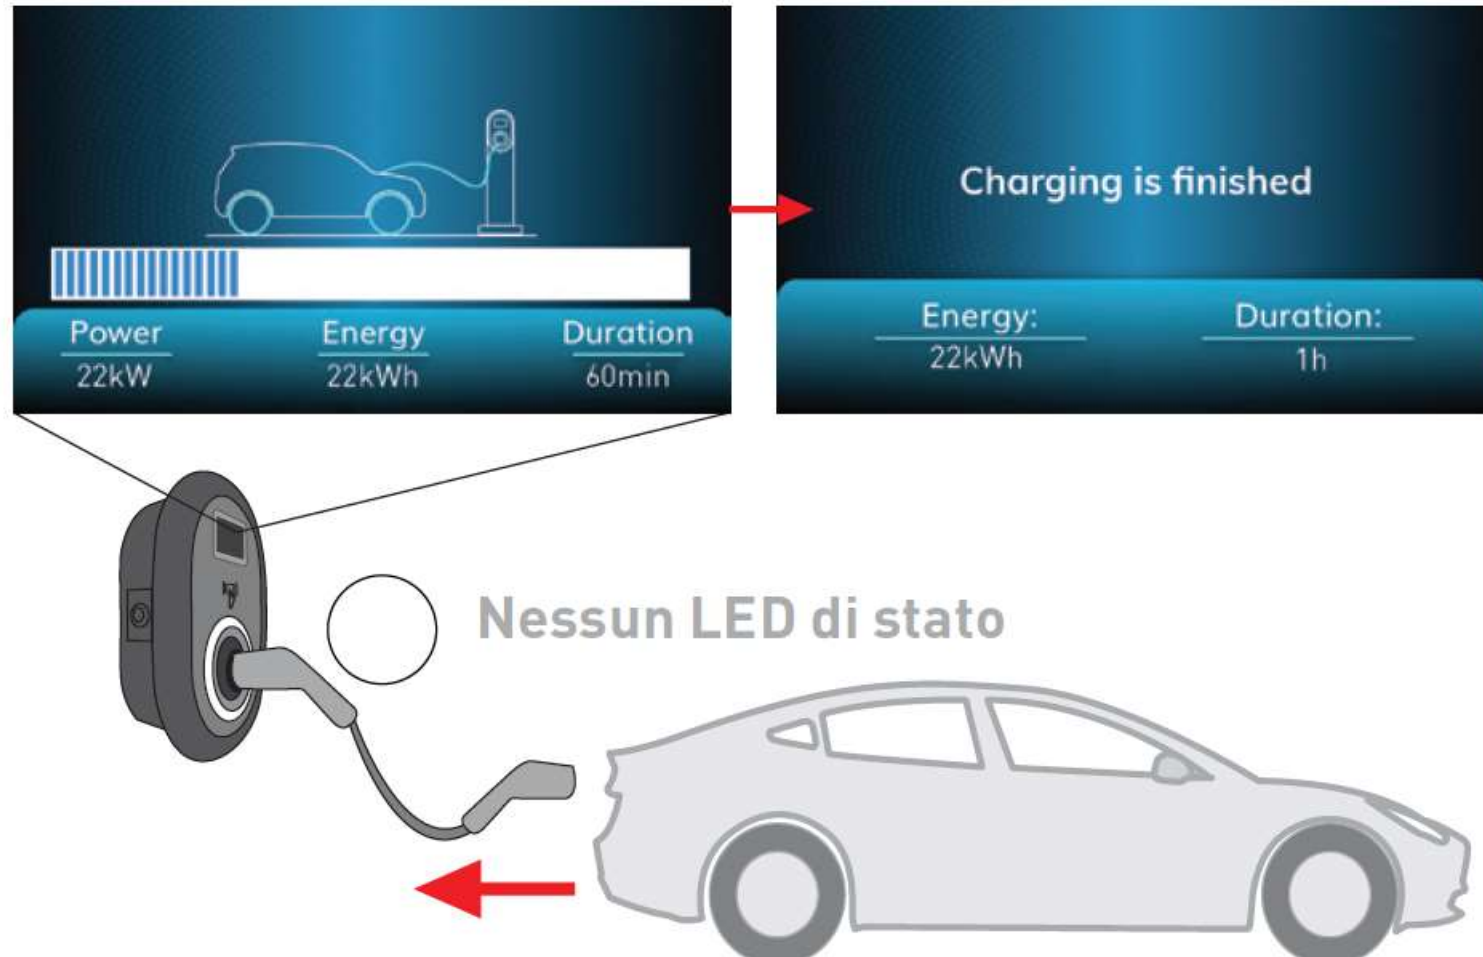 Power Energy Duration
22kW 22kWh 60min
Charging is finished
Energy: Duration:
22kWh 1h
Nessun LED di stato